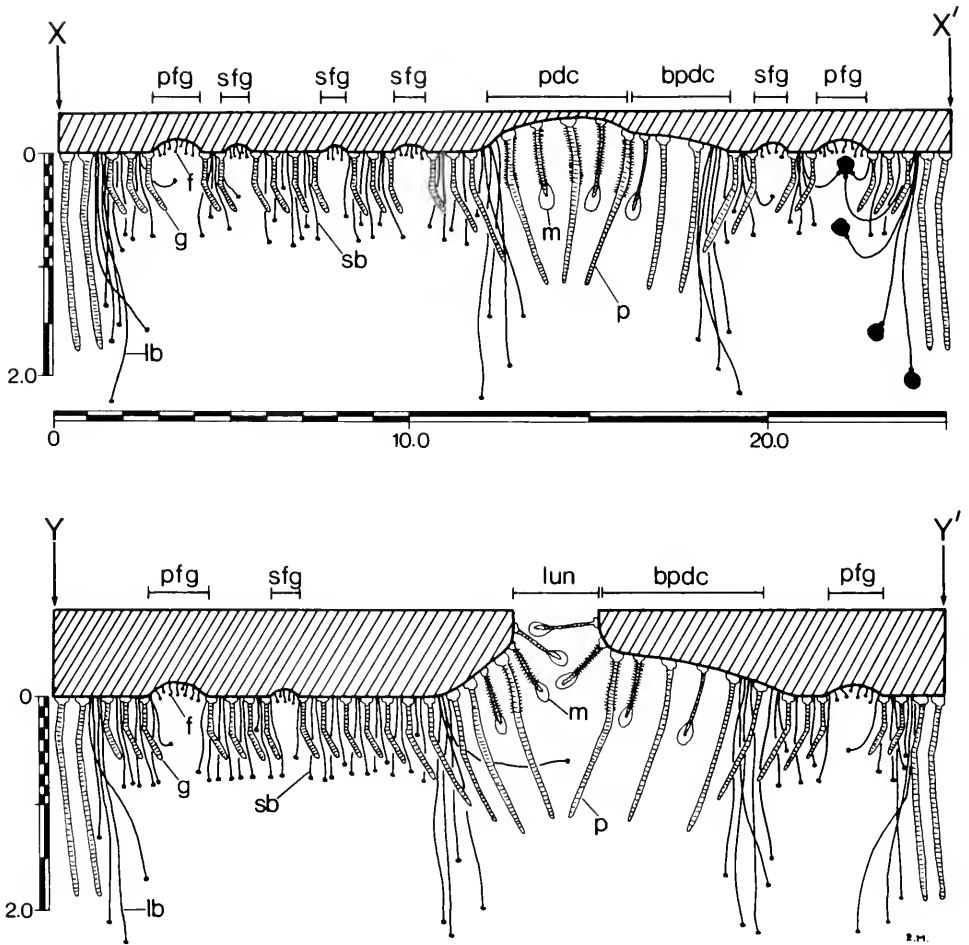 X X'
pfg sfg sfg sfg pdc bpdc sfg pfg
0
f
g
sb
m
p
lb
2.0
0 10.0 20.0
Y Y'
pfg sfg lun bpdc pfg
0
f
m
g
sb
p
lb
2.0
R.M.